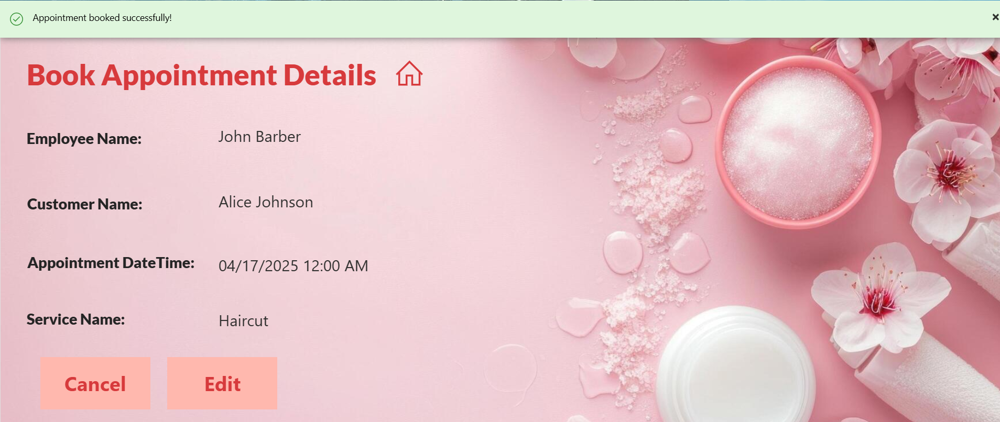 Appointment booked successfully!
Book Appointment Details
Employee Name: John Barber
Customer Name: Alice Johnson
Appointment DateTime: 04/17/2025 12:00 AM
Service Name: Haircut
Cancel Edit